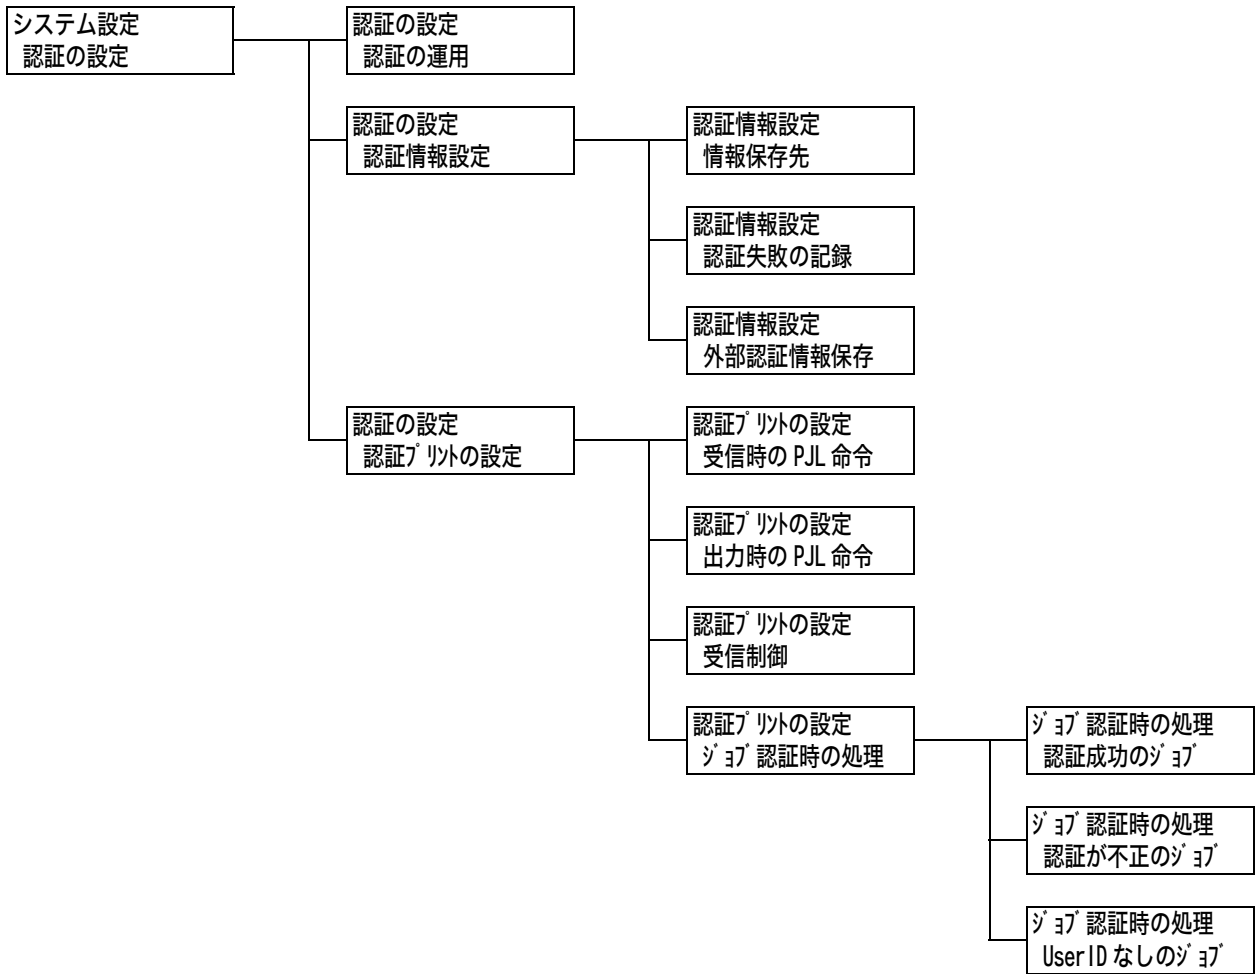 システム設定
認証の設定
認証の設定
認証の運用
認証の設定
認証情報設定
認証情報設定
情報保存先
認証情報設定
認証失敗の記録
認証情報設定
外部認証情報保存
認証の設定
認証ﾌﾟﾘﾝﾄの設定
認証ﾌﾟﾘﾝﾄの設定
受信時の PJL 命令
認証ﾌﾟﾘﾝﾄの設定
出力時の PJL 命令
認証ﾌﾟﾘﾝﾄの設定
受信制御
認証ﾌﾟﾘﾝﾄの設定
ｼﾞｮﾌﾞ認証時の処理
ｼﾞｮﾌﾞ認証時の処理
認証成功のｼﾞｮﾌﾞ
ｼﾞｮﾌﾞ認証時の処理
認証が不正のｼﾞｮﾌﾞ
ｼﾞｮﾌﾞ認証時の処理
UserID なしのｼﾞｮﾌﾞ